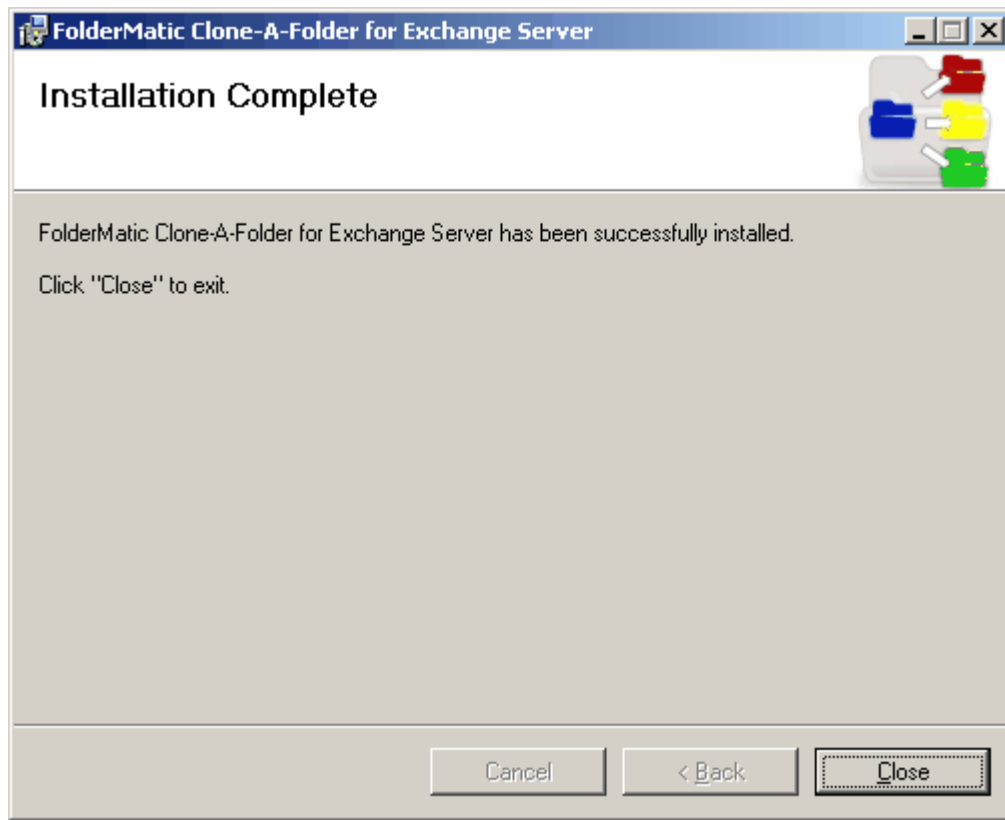 FolderMatic Clone-A-Folder for Exchange Server
Installation Complete
FolderMatic Clone-A-Folder for Exchange Server has been successfully installed.
Click "Close" to exit.
Cancel
< Back
Close